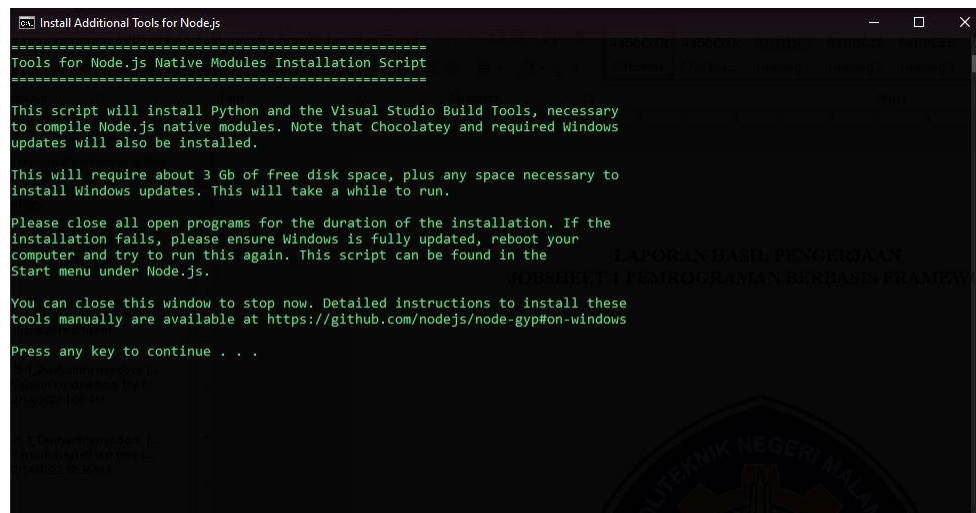 Install Additional Tools for Node.js
====================================================
Tools for Node.js Native Modules Installation Script
====================================================
This script will install Python and the Visual Studio Build Tools, necessary
to compile Node.js native modules. Note that Chocolatey and required Windows
updates will also be installed.
This will require about 3 Gb of free disk space, plus any space necessary to
install Windows updates. This will take a while to run.
Please close all open programs for the duration of the installation. If the
installation fails, please ensure Windows is fully updated, reboot your
computer and try to run this again. This script can be found in the
Start menu under Node.js.
You can close this window to stop now. Detailed instructions to install these
tools manually are available at https://github.com/nodejs/node-gyp#on-windows
Press any key to continue . . .
LAPORAN HASIL PENGERJAAN
JOBSHEET 1 PEMROGRAMAN BERBASIS FRAMEW
POLITEKNIK NEGERI MALAN